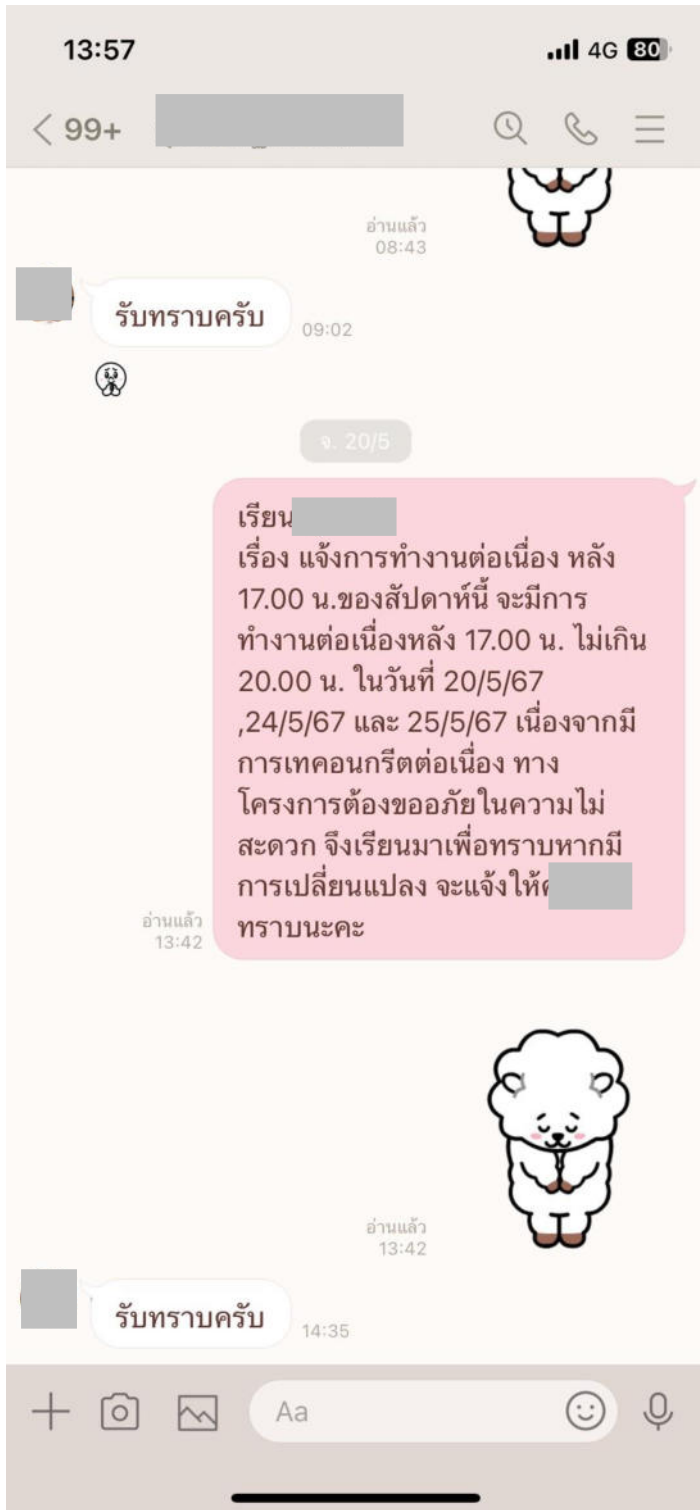 13:57
4G 80
99+
อ่านแล้ว
08:43
รับทราบครับ
09:02
จ. 20/5
เรียน
เรื่อง แจ้งการทำงานต่อเนื่อง หลัง
17.00 น.ของสัปดาห์นี้ จะมีการ
ทำงานต่อเนื่องหลัง 17.00 น. ไม่เกิน
20.00 น. ในวันที่ 20/5/67
,24/5/67 และ 25/5/67 เนื่องจากมี
การเทคอนกรีตต่อเนื่อง ทาง
โครงการต้องขออภัยในความไม่
สะดวก จึงเรียนมาเพื่อทราบหากมี
การเปลี่ยนแปลง จะแจ้งให้
ทราบนะคะ
อ่านแล้ว
13:42
อ่านแล้ว
13:42
รับทราบครับ
14:35
Aa